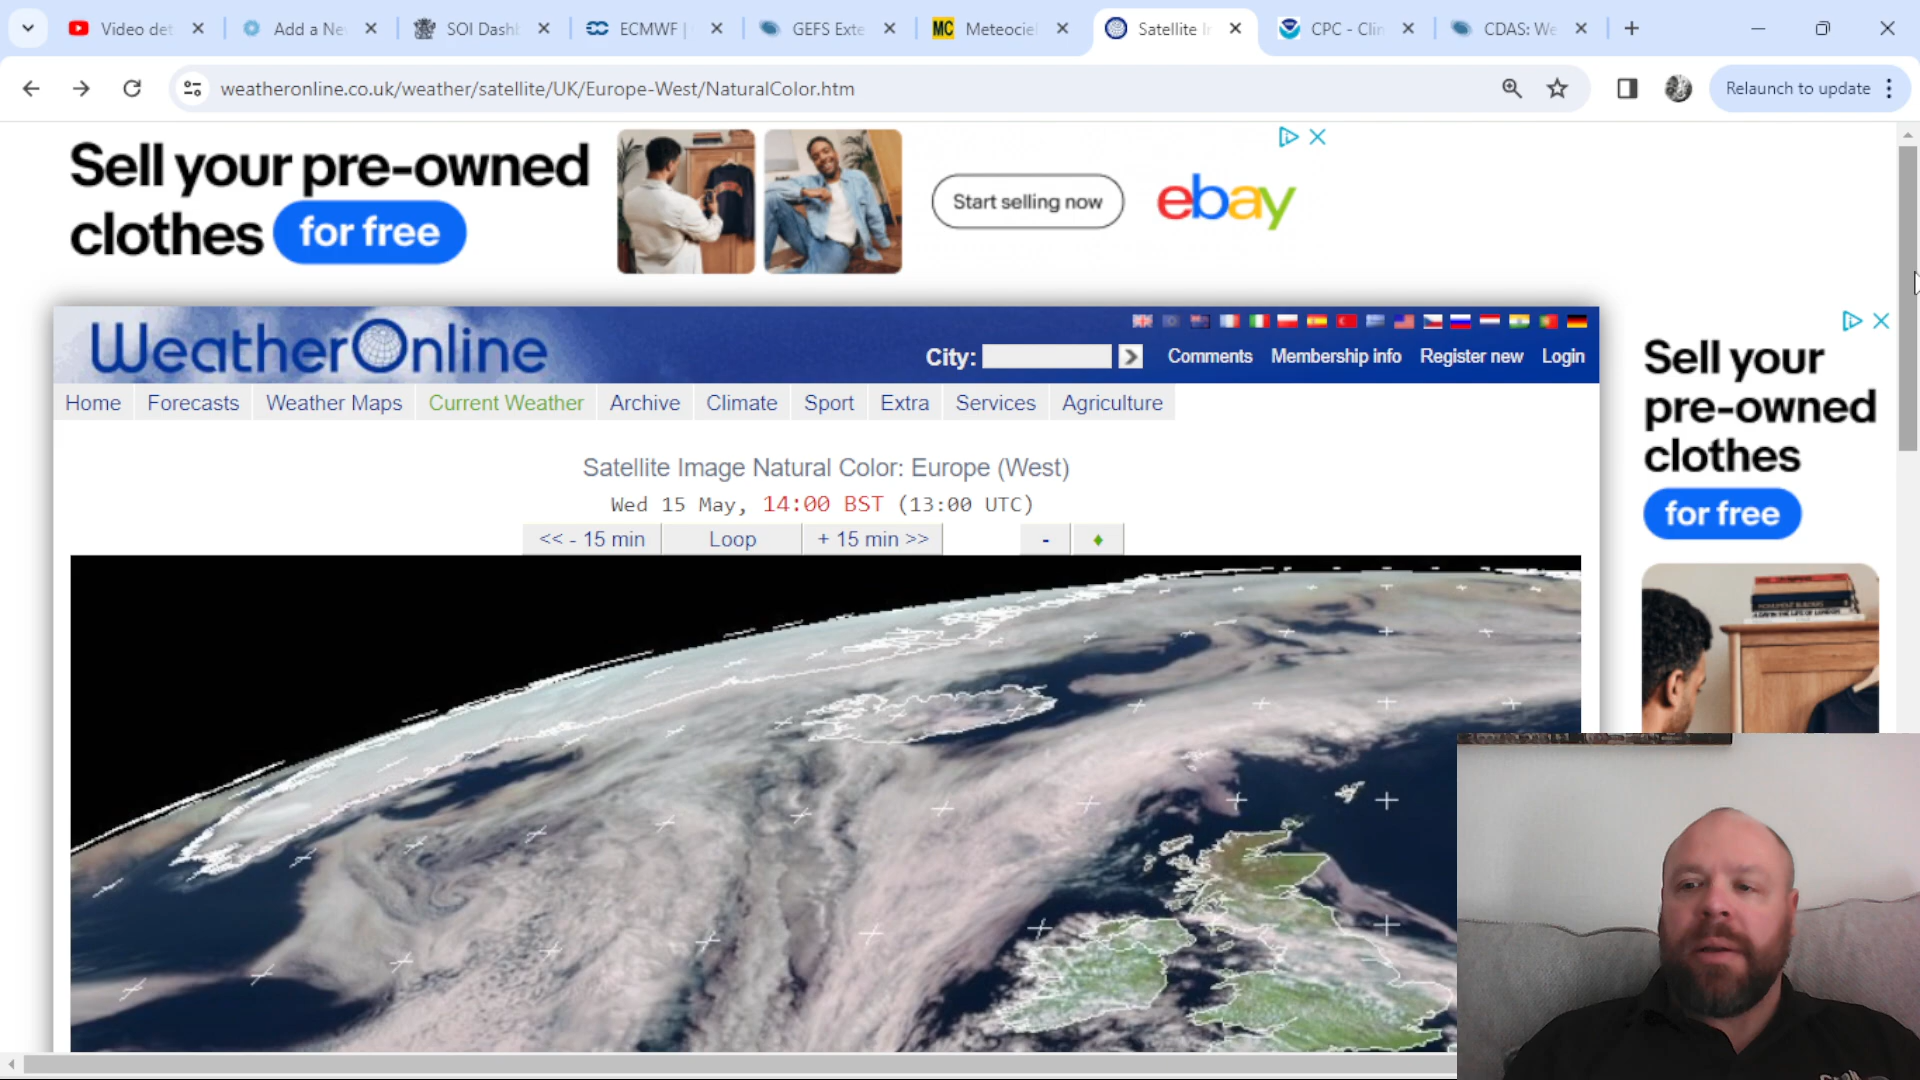 Video det
Add a Ne
SOI Dash
ECMWF |
GEFS Exte
MC Meteociel
Satellite I
CPC - Clin
CDAS: We
weatheronline.co.uk/weather/satellite/UK/Europe-West/NaturalColor.htm
Relaunch to update
Sell your pre-owned
clothes for free
Start selling now
ebay
WeatherOnline
City:
Comments Membership info Register new Login
Home Forecasts Weather Maps Current Weather Archive Climate Sport Extra Services Agriculture
Satellite Image Natural Color: Europe (West)
Wed 15 May, 14:00 BST (13:00 UTC)
<< - 15 min Loop + 15 min >> -
Sell your
pre-owned
clothes
for free